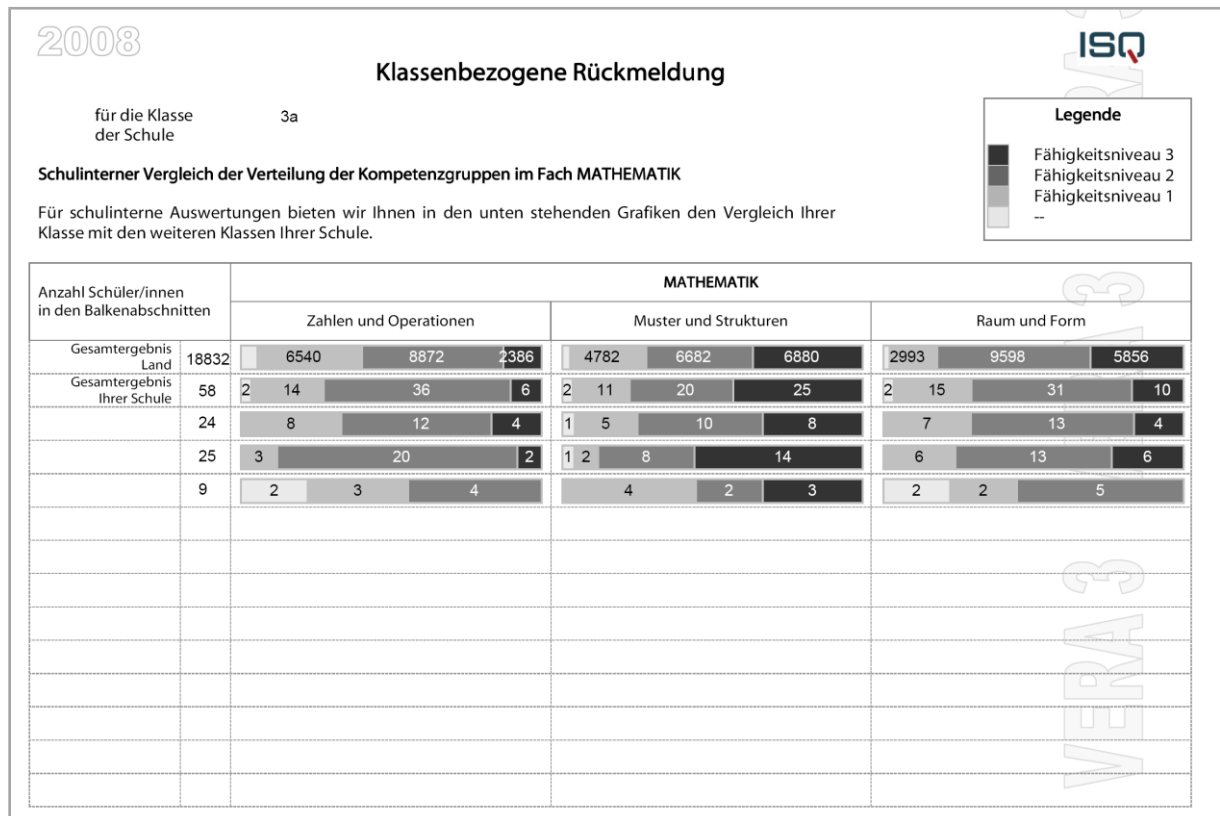 2008
ISQ
Klassenbezogene Rückmeldung
für die Klasse 3a
der Schule
Legende
Fähigkeitsniveau 3
Fähigkeitsniveau 2
Fähigkeitsniveau 1
--
Schulinterner Vergleich der Verteilung der Kompetenzgruppen im Fach MATHEMATIK
Für schulinterne Auswertungen bieten wir Ihnen in den unten stehenden Grafiken den Vergleich Ihrer
Klasse mit den weiteren Klassen Ihrer Schule.
Anzahl Schüler/innen
in den Balkenabschnitten
MATHEMATIK
Zahlen und Operationen Muster und Strukturen Raum und Form
Gesamtergebnis
Land 18832 6540 8872 2386 4782 6682 6880 2993 9598 5856
Gesamtergebnis
Ihrer Schule 58 2 14 36 6 2 11 20 25 2 15 31 10
24 8 12 4 1 5 10 8 7 13 4
25 3 20 2 1 2 8 14 6 13 6
9 2 3 4 4 2 3 2 2 5
VERA 3